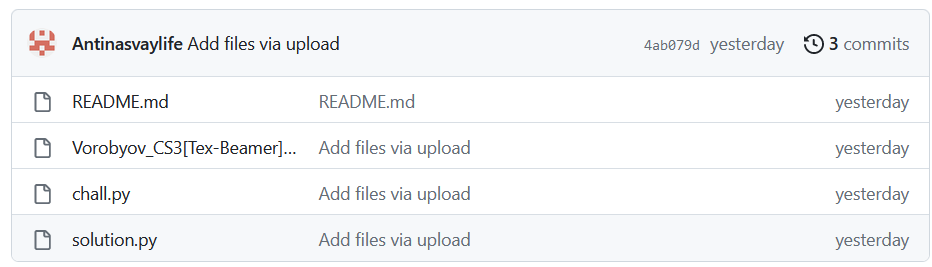 Antinasvaylife Add files via upload 4ab079d yesterday 3 commits
README.md README.md yesterday
Vorobyov_CS3[Tex-Beamer]... Add files via upload yesterday
chall.py Add files via upload yesterday
solution.py Add files via upload yesterday